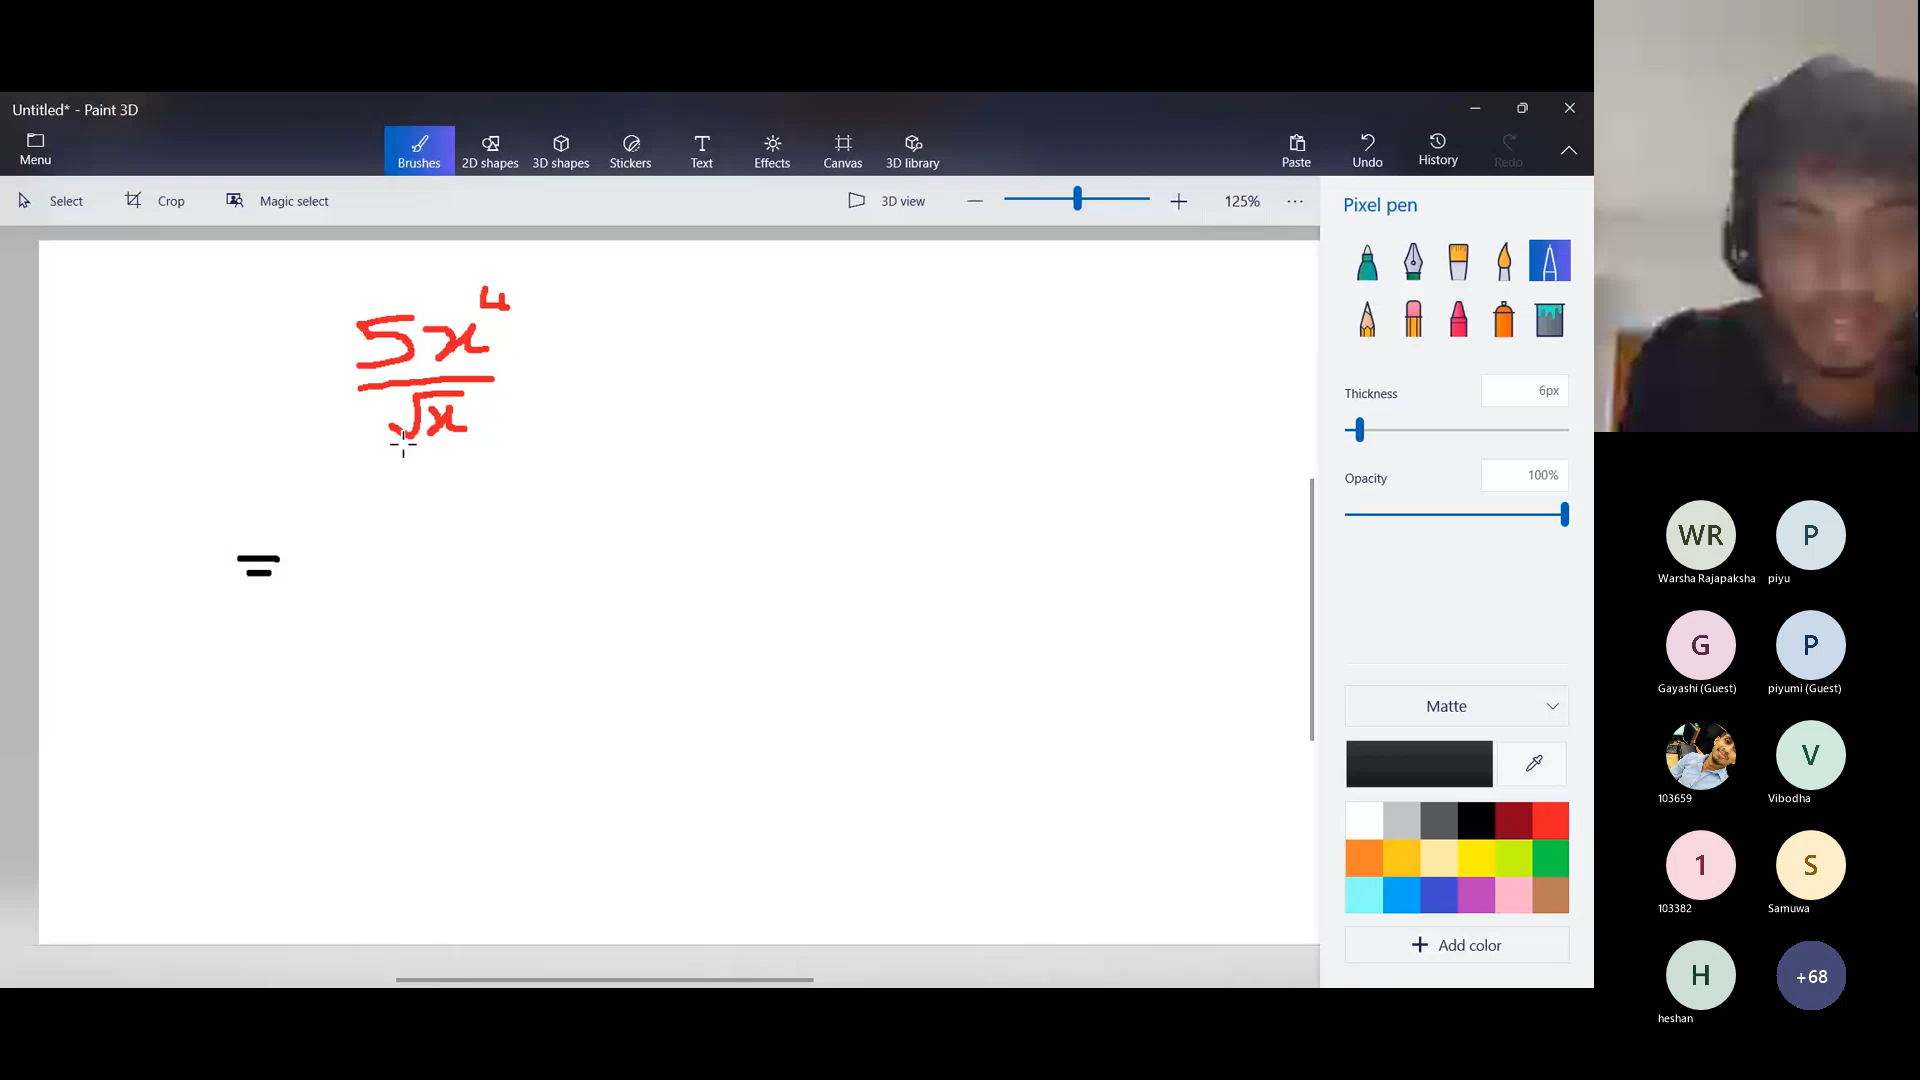 Untitled* - Paint 3D
Menu
Brushes
2D shapes
3D shapes
Stickers
Text
Effects
Canvas
3D library
Paste
Undo
History
Redo
Select
Crop
Magic select
3D view
125%
Pixel pen
Thickness
6px
Opacity
100%
Matte
Add color
5x⁴
√x
=
WR
Warsha Rajapaksha
P
piyu
G
Gayashi (Guest)
P
piyumi (Guest)
103659
V
Vibodha
1
103382
S
Samuwa
H
heshan
+68